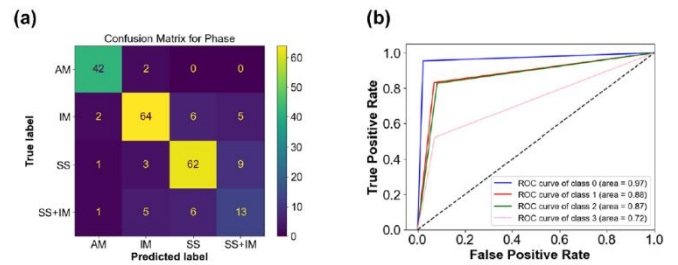 (a)
Confusion Matrix for Phase
True label
AM
IM
SS
SS+IM
42 2 0 0
2 64 6 5
1 3 62 9
1 5 6 13
AM IM SS SS+IM
Predicted label
60
50
40
30
20
10
0
(b)
True Positive Rate
1.0
0.8
0.6
0.4
0.2
0.0
ROC curve of class 0 (area = 0.97)
ROC curve of class 1 (area = 0.88)
ROC curve of class 2 (area = 0.87)
ROC curve of class 3 (area = 0.72)
0.0 0.2 0.4 0.6 0.8 1.0
False Positive Rate